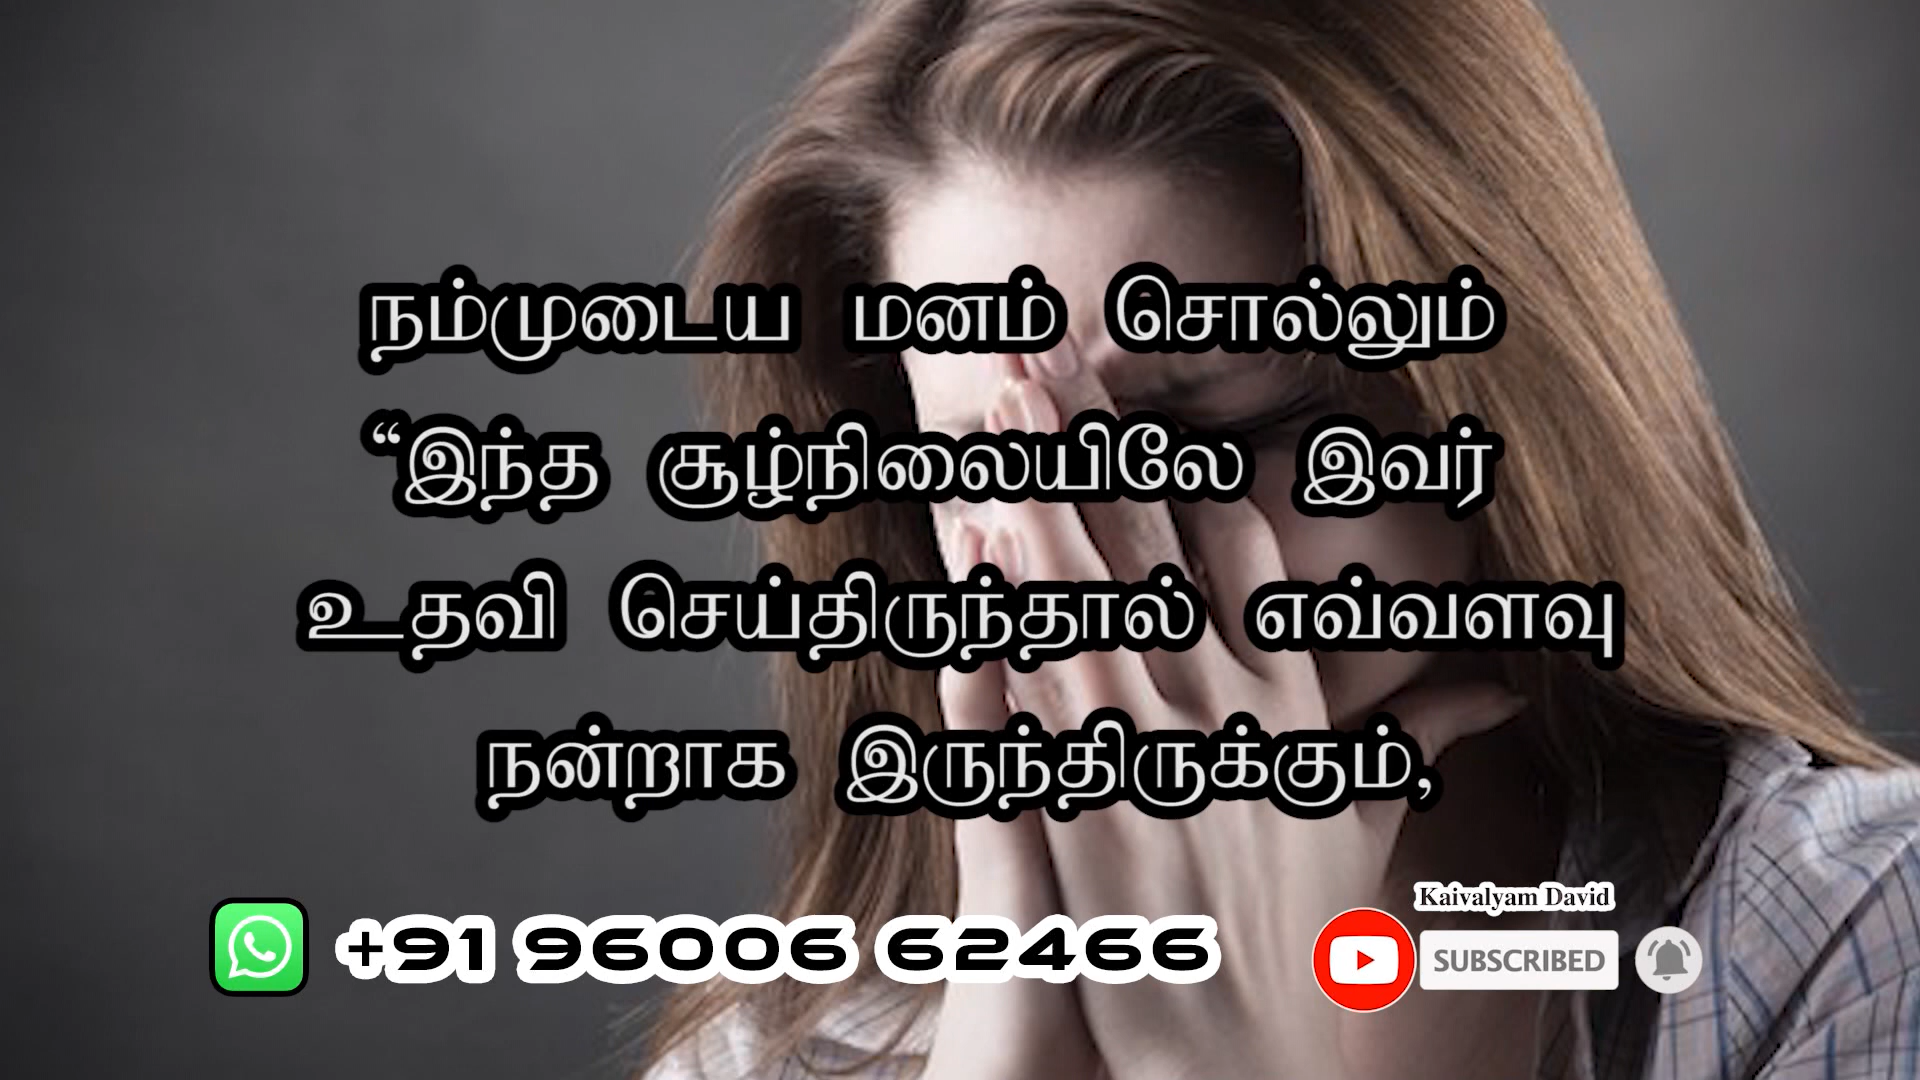 நம்முடைய மனம் சொல்லும்
“இந்த சூழ்நிலையிலே இவர்
உதவி செய்திருந்தால் எவ்வளவு
நன்றாக இருந்திருக்கும்,
+91 96006 62466
Kaivalyam David
SUBSCRIBED